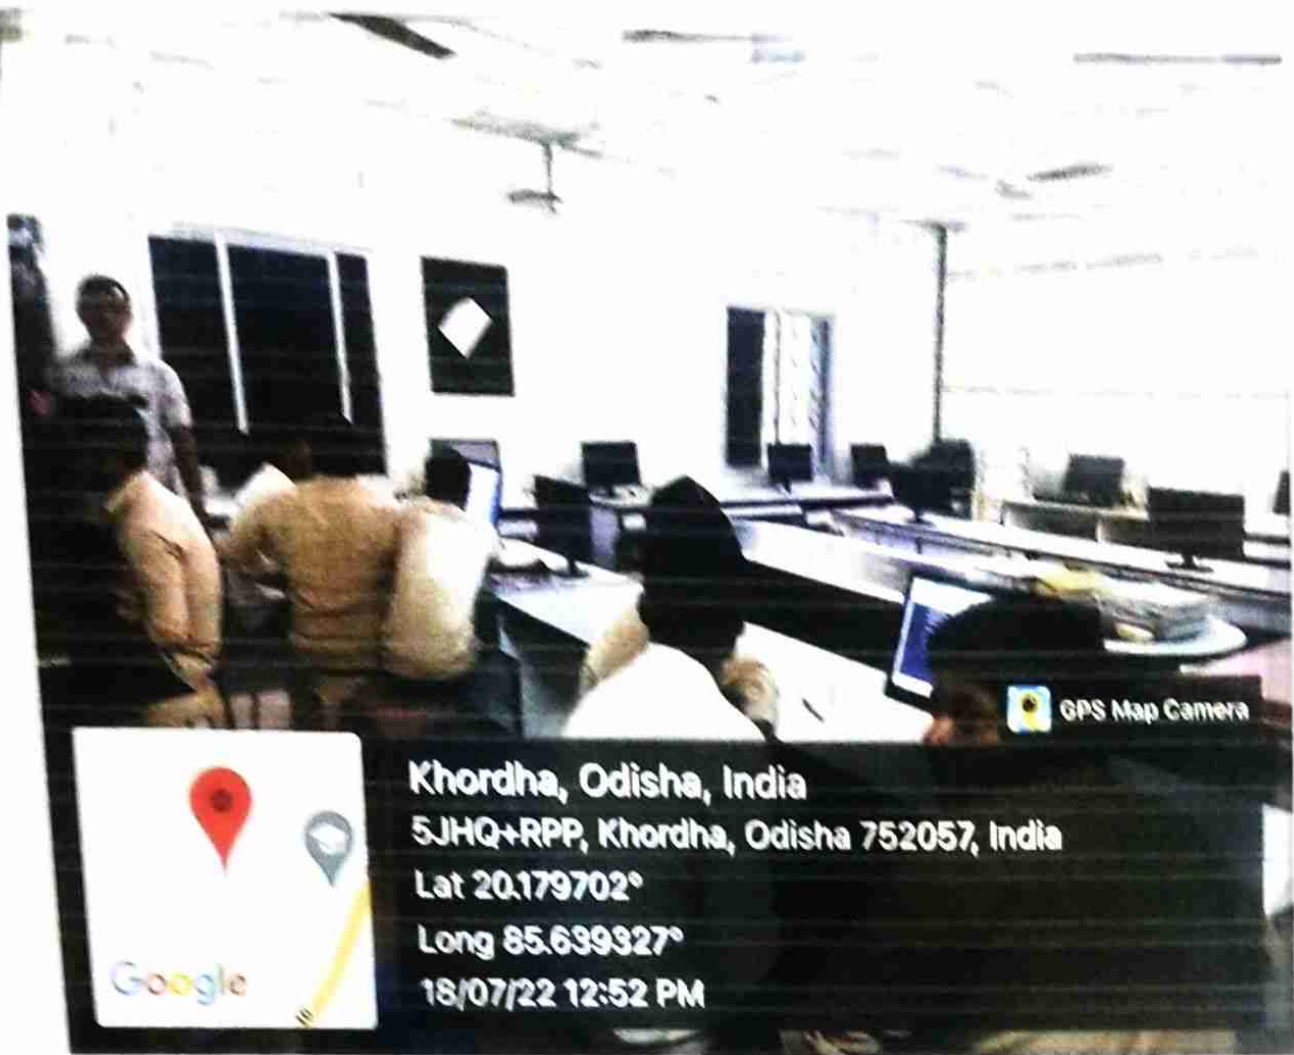 GPS Map Camera
Khordha, Odisha, India
5JHQ+RPP, Khordha, Odisha 752057, India
Lat 20.179702°
Long 85.639327°
18/07/22 12:52 PM
Google